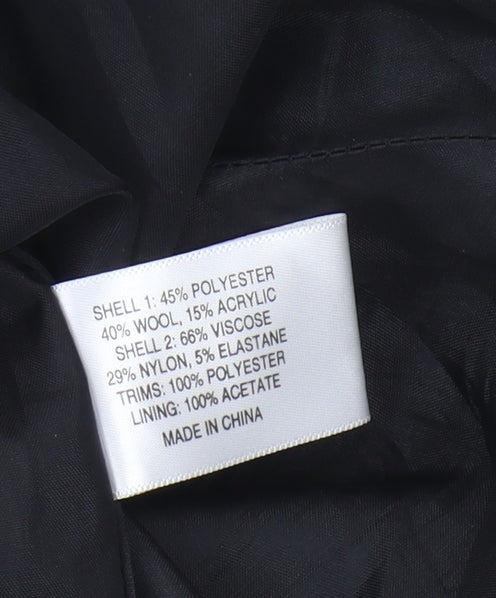 SHELL 1: 45% POLYESTER
40% WOOL, 15% ACRYLIC
SHELL 2: 66% VISCOSE
29% NYLON, 5% ELASTANE
TRIMS: 100% POLYESTER
LINING: 100% ACETATE
MADE IN CHINA